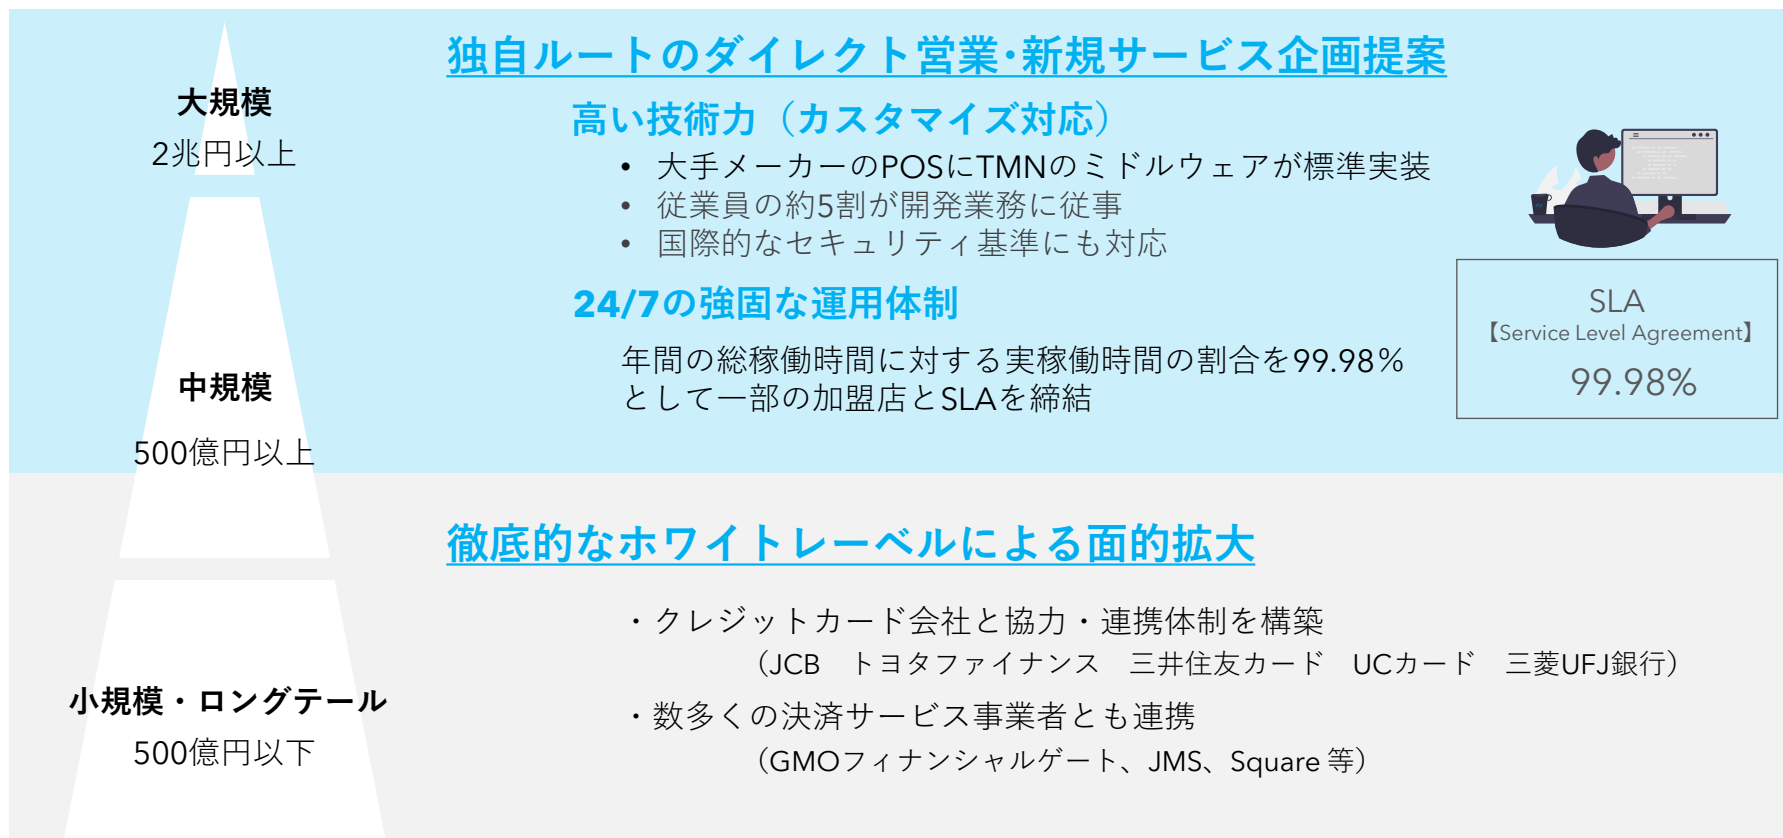 大規模
2兆円以上
中規模
500億円以上
小規模・ロングテール
500億円以下
独自ルートのダイレクト営業･新規サービス企画提案
高い技術力（カスタマイズ対応）
• 大手メーカーのPOSにTMNのミドルウェアが標準実装
• 従業員の約5割が開発業務に従事
• 国際的なセキュリティ基準にも対応
24/7の強固な運用体制
年間の総稼働時間に対する実稼働時間の割合を99.98%
として一部の加盟店とSLAを締結
SLA
【Service Level Agreement】
99.98%
徹底的なホワイトレーベルによる面的拡大
・クレジットカード会社と協力・連携体制を構築
（JCB　トヨタファイナンス　三井住友カード　UCカード　三菱UFJ銀行）
・数多くの決済サービス事業者とも連携
（GMOフィナンシャルゲート、JMS、Square 等）